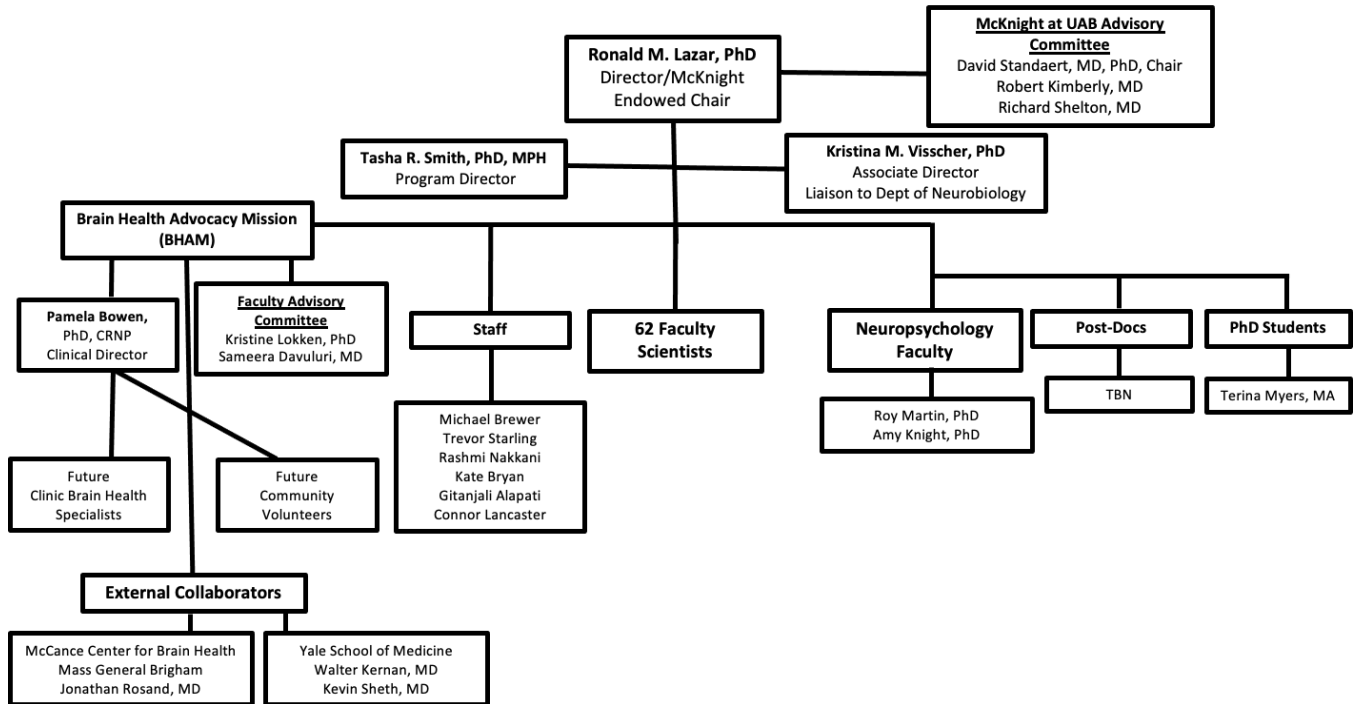 Ronald M. Lazar, PhD
Director/McKnight
Endowed Chair
McKnight at UAB Advisory
Committee
David Standaert, MD, PhD, Chair
Robert Kimberly, MD
Richard Shelton, MD
Tasha R. Smith, PhD, MPH
Program Director
Kristina M. Visscher, PhD
Associate Director
Liaison to Dept of Neurobiology
Brain Health Advocacy Mission
(BHAM)
Pamela Bowen,
PhD, CRNP
Clinical Director
Faculty Advisory
Committee
Kristine Lokken, PhD
Sameera Davuluri, MD
Staff
62 Faculty
Scientists
Neuropsychology
Faculty
Post-Docs
PhD Students
Michael Brewer
Trevor Starling
Rashmi Nakkani
Kate Bryan
Gitanjali Alapati
Connor Lancaster
Roy Martin, PhD
Amy Knight, PhD
TBN
Terina Myers, MA
Future
Clinic Brain Health
Specialists
Future
Community
Volunteers
External Collaborators
McCance Center for Brain Health
Mass General Brigham
Jonathan Rosand, MD
Yale School of Medicine
Walter Kernan, MD
Kevin Sheth, MD